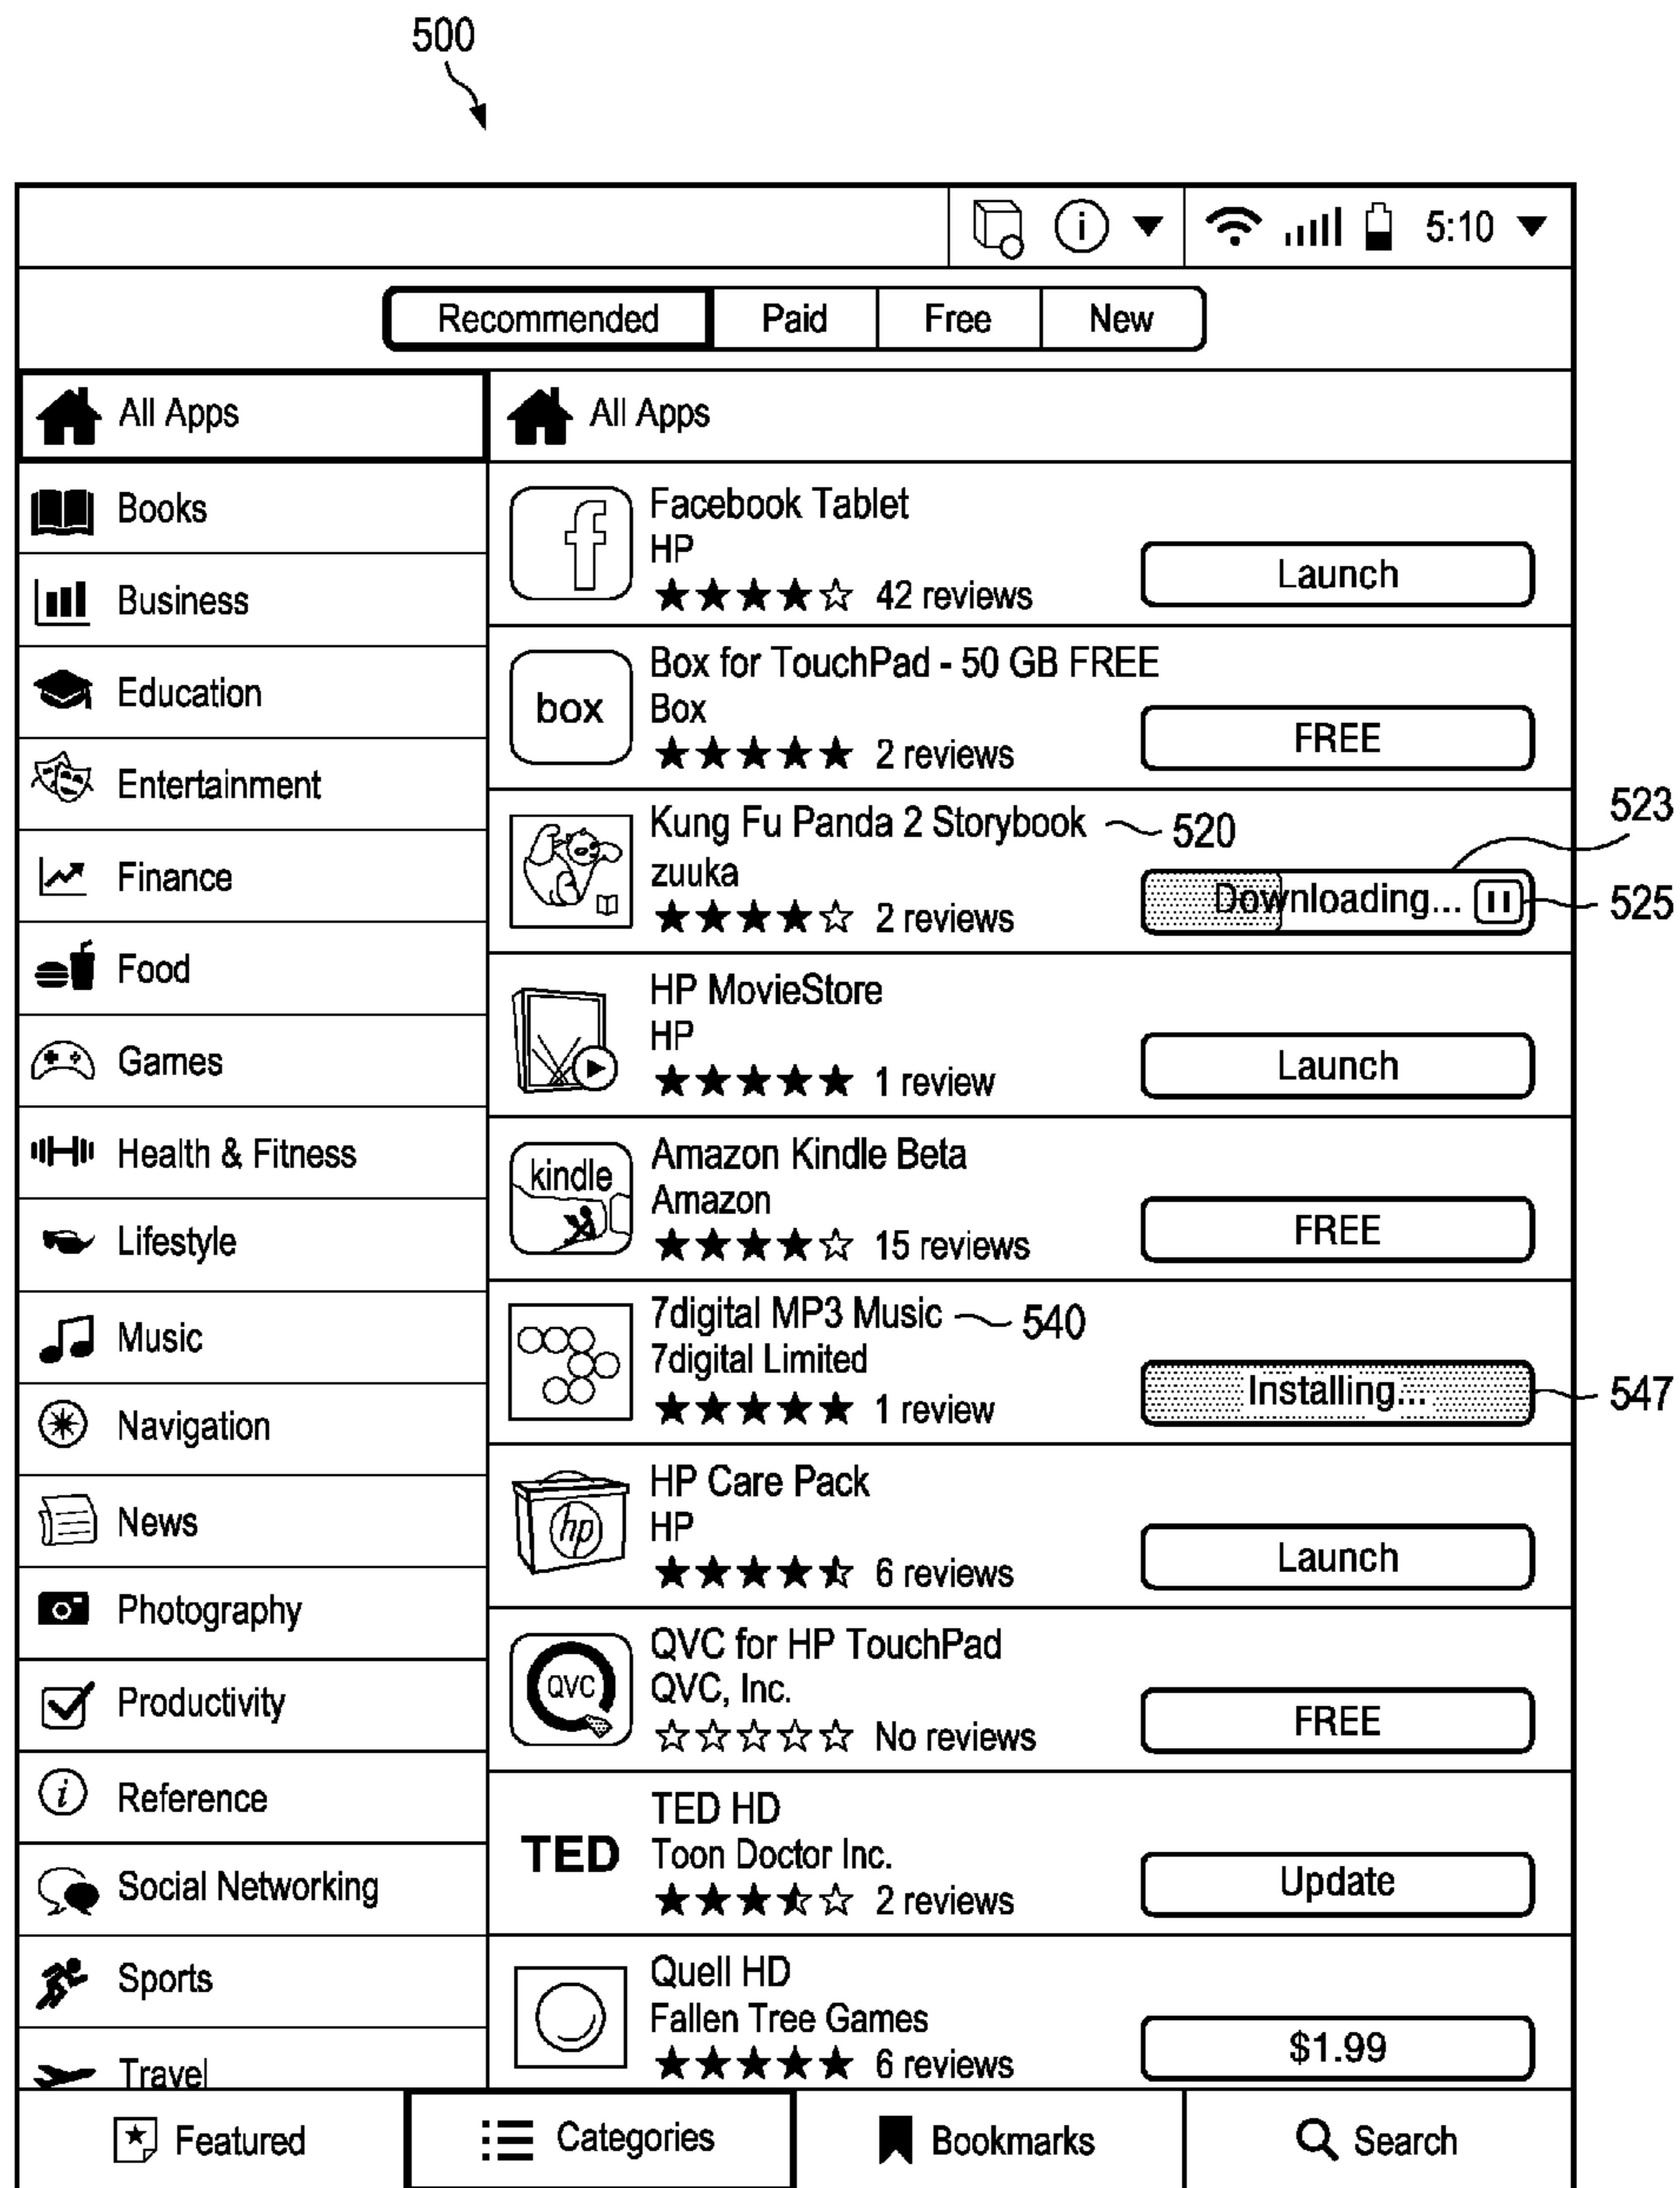 500
5:10
Recommended Paid Free New
All Apps
Books
Business
Education
Entertainment
Finance
Food
Games
Health & Fitness
Lifestyle
Music
Navigation
News
Photography
Productivity
Reference
Social Networking
Sports
Travel
All Apps
f
Facebook Tablet
HP
42 reviews
Launch
box
Box for TouchPad - 50 GB FREE
Box
2 reviews
FREE
Kung Fu Panda 2 Storybook 520
zuuka
2 reviews
Downloading...
523
525
HP MovieStore
HP
1 review
Launch
kindle
Amazon Kindle Beta
Amazon
15 reviews
FREE
7digital MP3 Music 540
7digital Limited
1 review
Installing...
547
hp
HP Care Pack
HP
6 reviews
Launch
QVC
QVC for HP TouchPad
QVC, Inc.
No reviews
FREE
TED
TED HD
Toon Doctor Inc.
2 reviews
Update
Quell HD
Fallen Tree Games
6 reviews
$1.99
Featured Categories Bookmarks Search